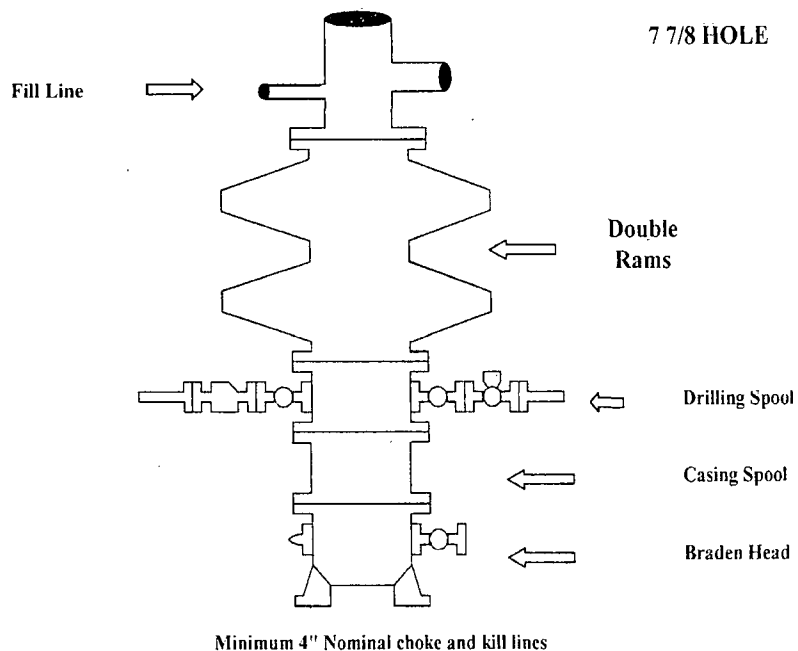 7 7/8 HOLE
Fill Line
Double
Rams
Drilling Spool
Casing Spool
Braden Head
Minimum 4" Nominal choke and kill lines